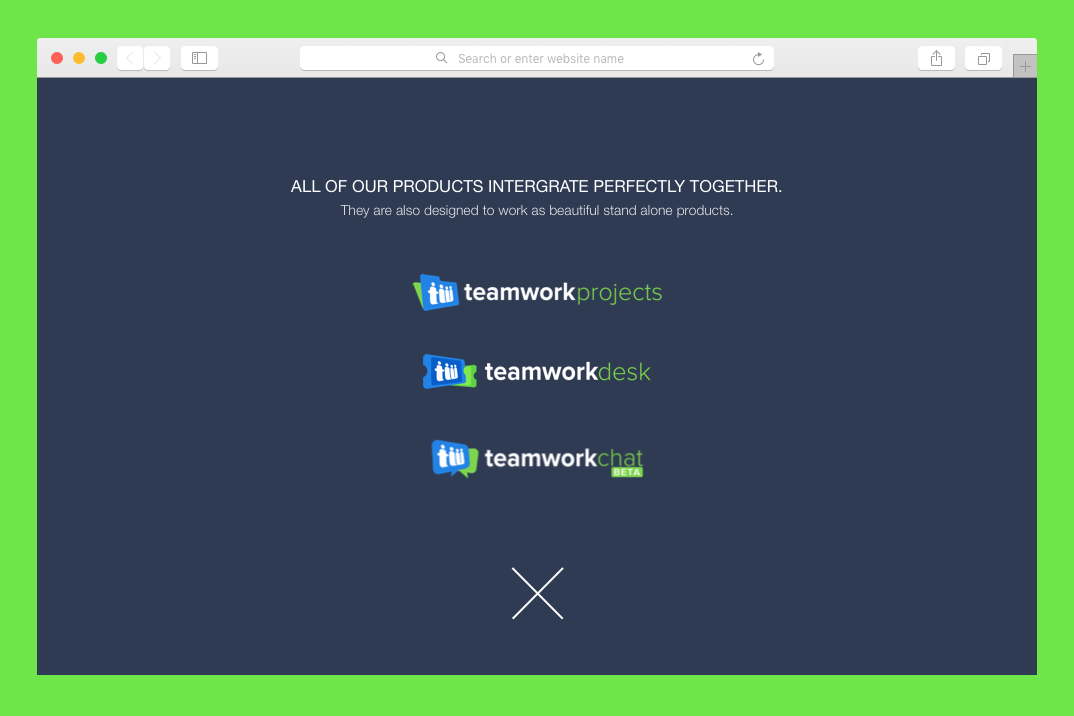 Search or enter website name
ALL OF OUR PRODUCTS INTERGRATE PERFECTLY TOGETHER.
They are also designed to work as beautiful stand alone products.
teamworkprojects
teamworkdesk
teamworkchat
BETA